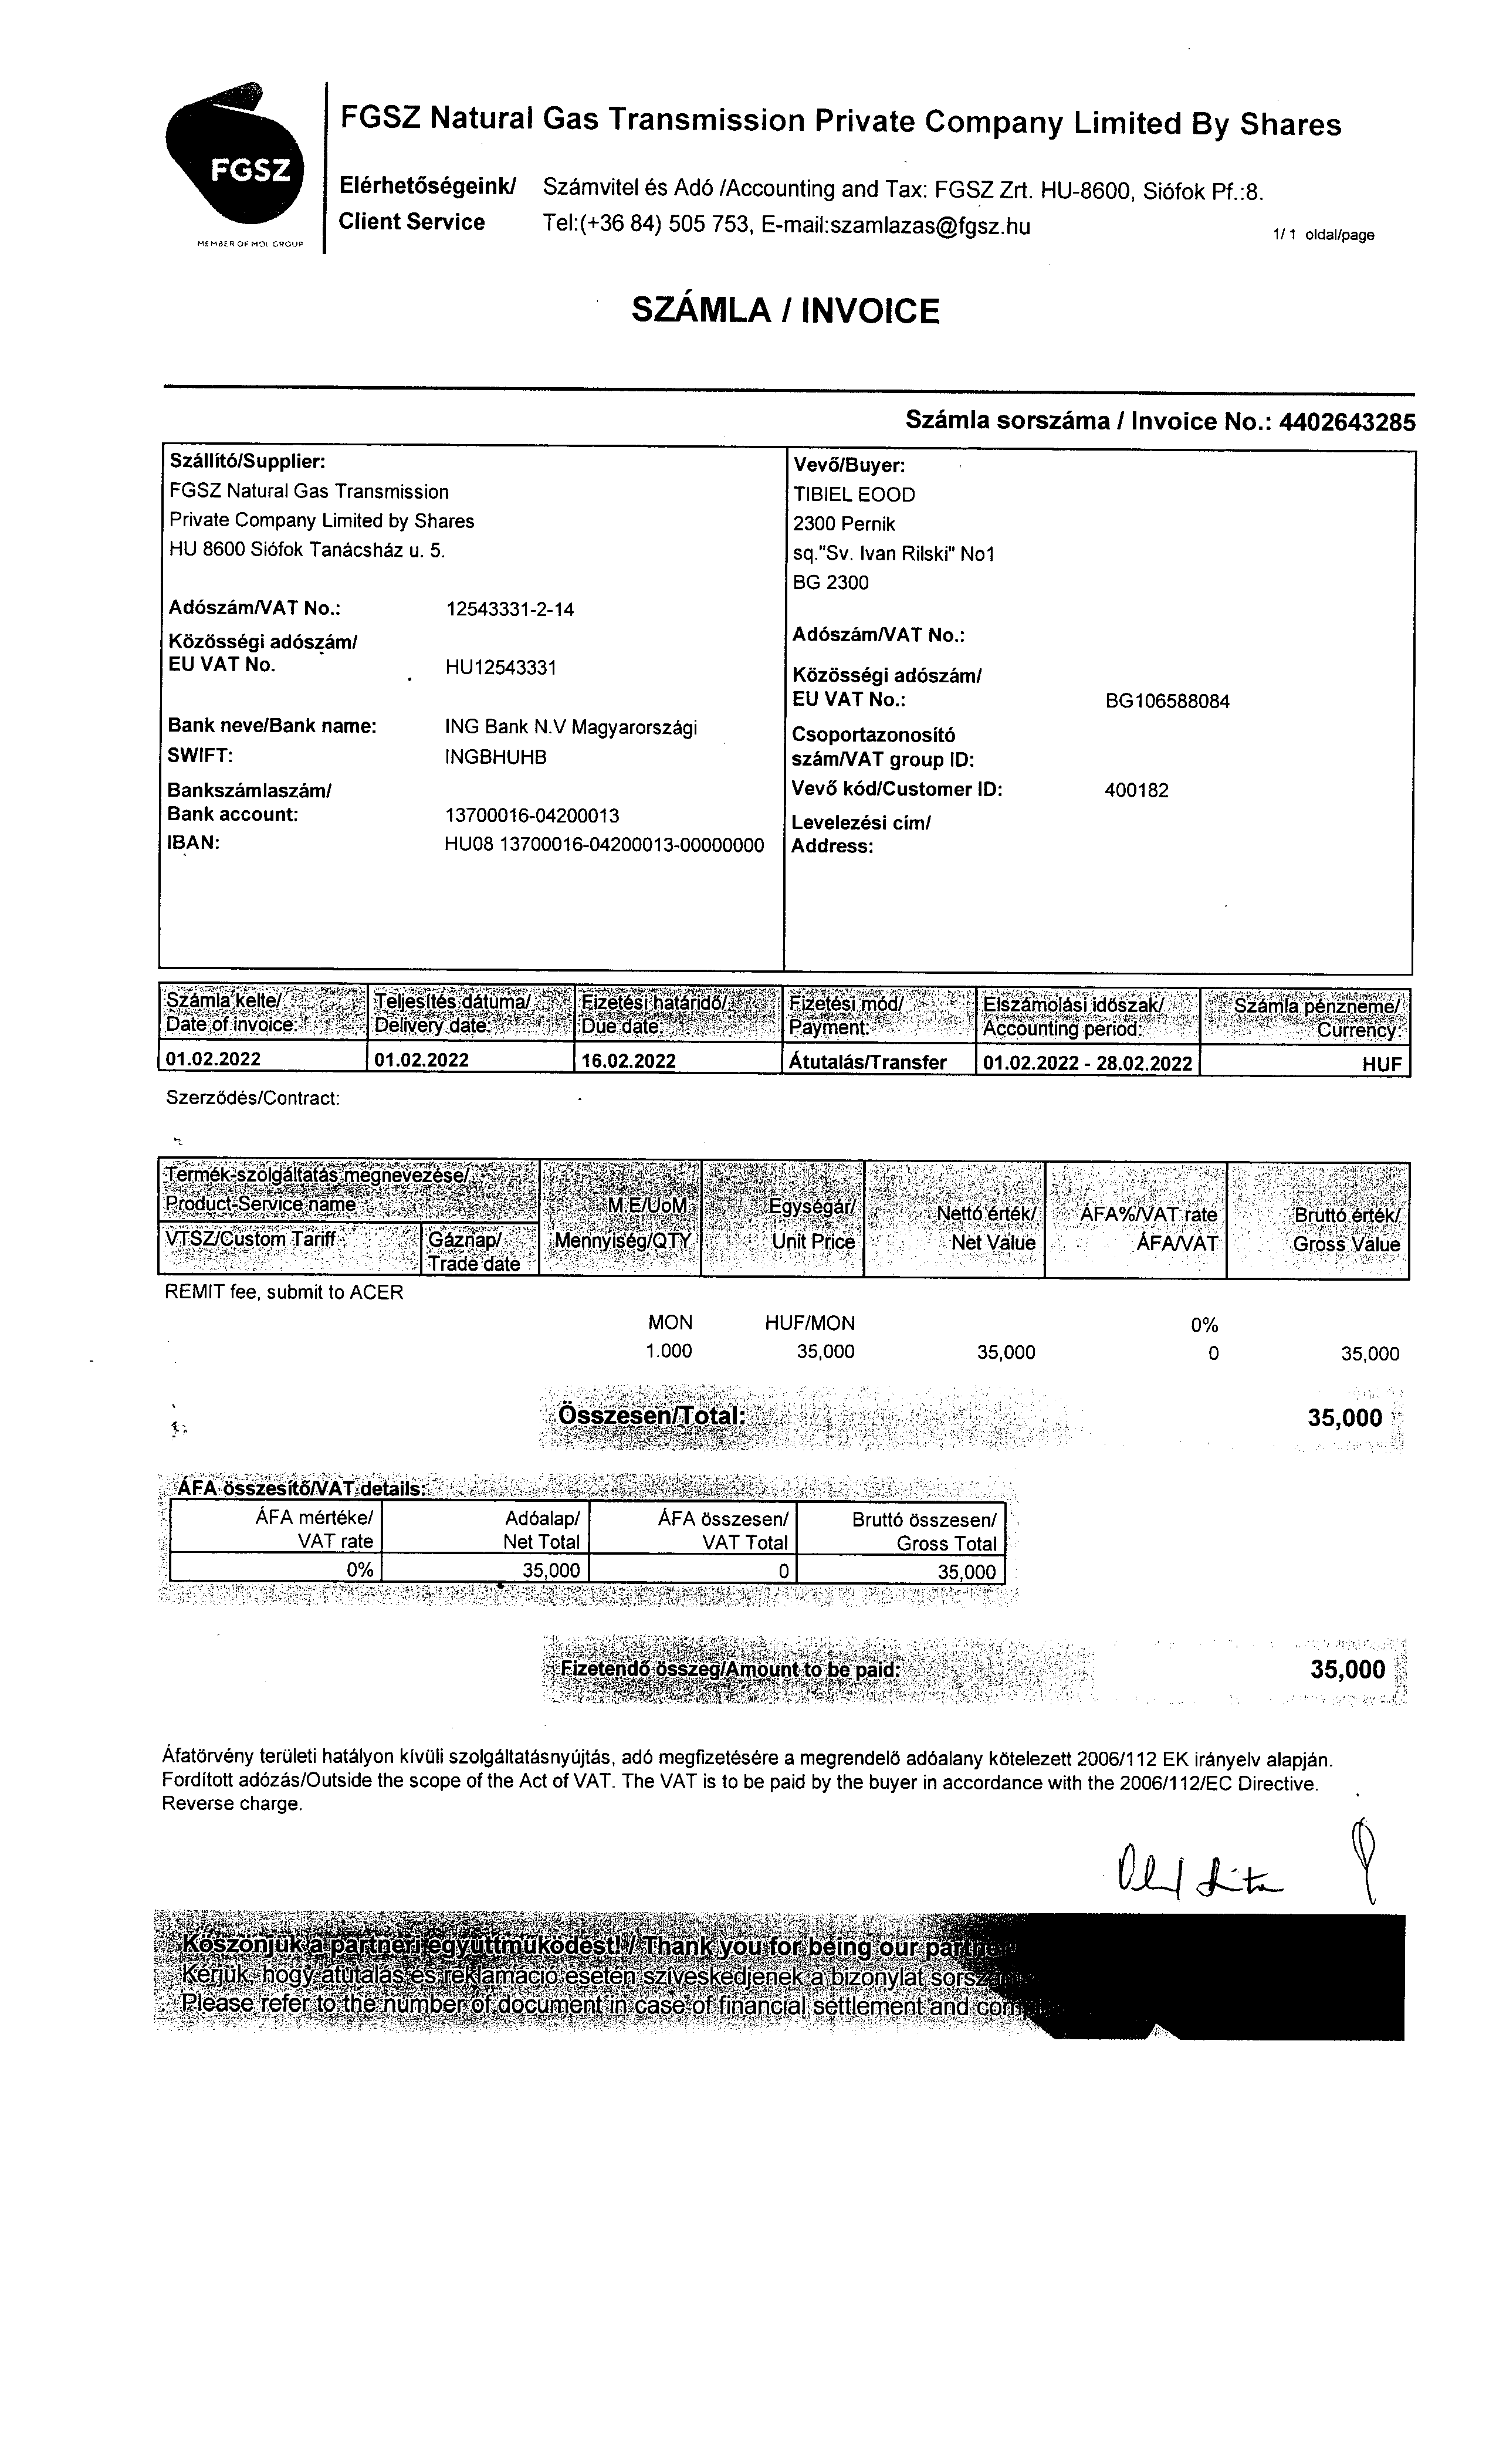 FGSZ
MEMBER OF MOL GROUP
FGSZ Natural Gas Transmission Private Company Limited By Shares
Elérhetőségeink/ Számvitel és Adó /Accounting and Tax: FGSZ Zrt. HU-8600, Siófok Pf.:8.
Client Service Tel:(+36 84) 505 753, E-mail:szamlazas@fgsz.hu
1/ 1 oldal/page
SZÁMLA / INVOICE
Számla sorszáma / Invoice No.: 4402643285
Szállító/Supplier:
FGSZ Natural Gas Transmission
Private Company Limited by Shares
HU 8600 Siófok Tanácsház u. 5.
Adószám/VAT No.: 12543331-2-14
Közösségi adószám/
EU VAT No. HU12543331
Bank neve/Bank name: ING Bank N.V Magyarországi
SWIFT: INGBHUHB
Bankszámlaszám/
Bank account: 13700016-04200013
IBAN: HU08 13700016-04200013-00000000
Vevő/Buyer:
TIBIEL EOOD
2300 Pernik
sq."Sv. Ivan Rilski" No1
BG 2300
Adószám/VAT No.:
Közösségi adószám/
EU VAT No.: BG106588084
Csoportazonosító
szám/VAT group ID:
Vevő kód/Customer ID: 400182
Levelezési cím/
Address:
Számla kelte/ Teljesítés dátuma/ Fizetési határidő/ Fizetési mód/ Elszámolási időszak/ Számla pénzneme/
Date of invoice: Delivery date: Due date: Payment: Accounting period: Currency:
01.02.2022 01.02.2022 16.02.2022 Átutalás/Transfer 01.02.2022 - 28.02.2022 HUF
Szerződés/Contract: -
Termék-szolgáltatás megnevezése/
Product-Service name M.E/UoM Egységár/ Nettó érték/ ÁFA%/VAT rate Bruttó érték/
VTSZ/Custom Tariff Gáznap/ Mennyiség/QTY Unit Price Net Value ÁFA/VAT Gross Value
Trade date
REMIT fee, submit to ACER
MON HUF/MON 0%
1.000 35,000 35,000 0 35,000
Összesen/Total: 35,000
ÁFA összesítő/VAT details:
ÁFA mértéke/ Adóalap/ ÁFA összesen/ Bruttó összesen/
VAT rate Net Total VAT Total Gross Total
0% 35,000 0 35,000
Fizetendő összeg/Amount to be paid: 35,000
Áfatörvény területi hatályon kívüli szolgáltatásnyújtás, adó megfizetésére a megrendelő adóalany kötelezett 2006/112 EK irányelv alapján.
Fordított adózás/Outside the scope of the Act of VAT. The VAT is to be paid by the buyer in accordance with the 2006/112/EC Directive.
Reverse charge.
Köszönjük a partneri együttműködést! / Thank you for being our
Kérjük, hogy átutalás és reklamáció esetén szíveskedjenek a bizonylat
Please refer to the number of document in case of financial settlement and